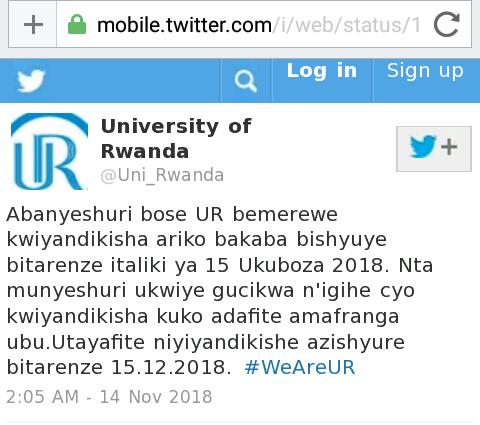 mobile.twitter.com/i/web/status/1
Log in Sign up
UR
University of
Rwanda
@Uni_Rwanda
Abanyeshuri bose UR bemerewe
kwiyandikisha ariko bakaba bishyuye
bitarenze italiki ya 15 Ukuboza 2018. Nta
munyeshuri ukwiye gucikwa n'igihe cyo
kwiyandikisha kuko adafite amafranga
ubu.Utayafite niyiyandikishe azishyure
bitarenze 15.12.2018. #WeAreUR
2:05 AM - 14 Nov 2018